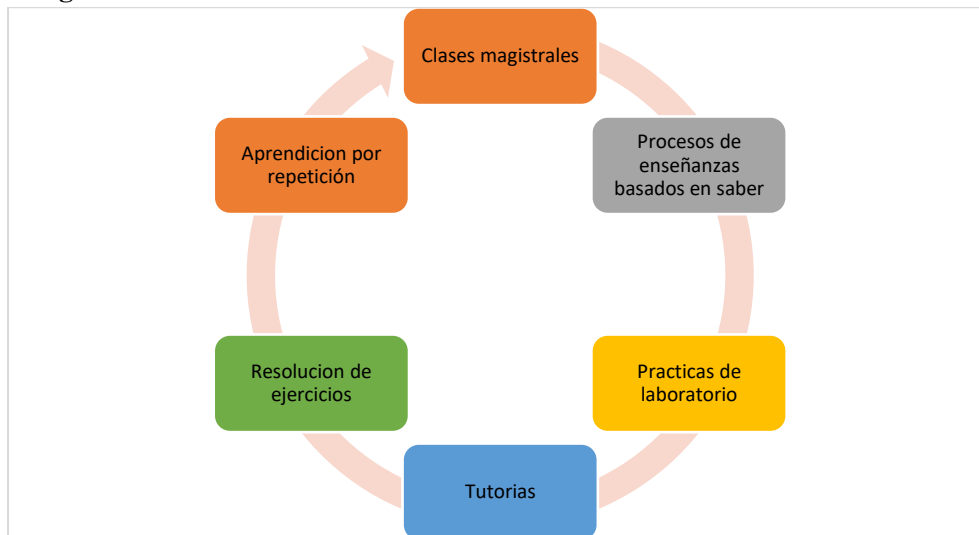 Clases magistrales
Procesos de
enseñanzas
basados en saber
Practicas de
laboratorio
Tutorias
Resolucion de
ejercicios
Aprendicion por
repetición